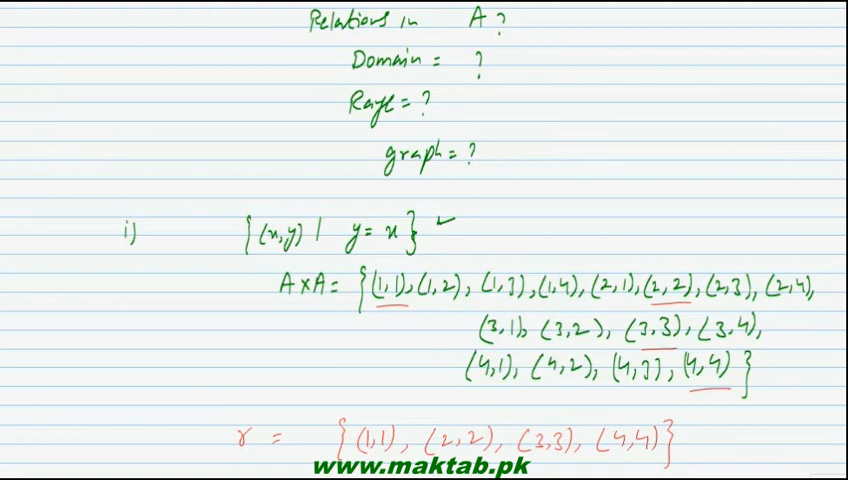 Relations in A?
Domain = ?
Range = ?
graph = ?
i) {(x,y) | y = x} ✓
A×A = {(1,1), (1,2), (1,3), (1,4), (2,1), (2,2), (2,3), (2,4),
(3,1), (3,2), (3,3), (3,4),
(4,1), (4,2), (4,3), (4,4)}
r = {(1,1), (2,2), (3,3), (4,4)}
www.maktab.pk